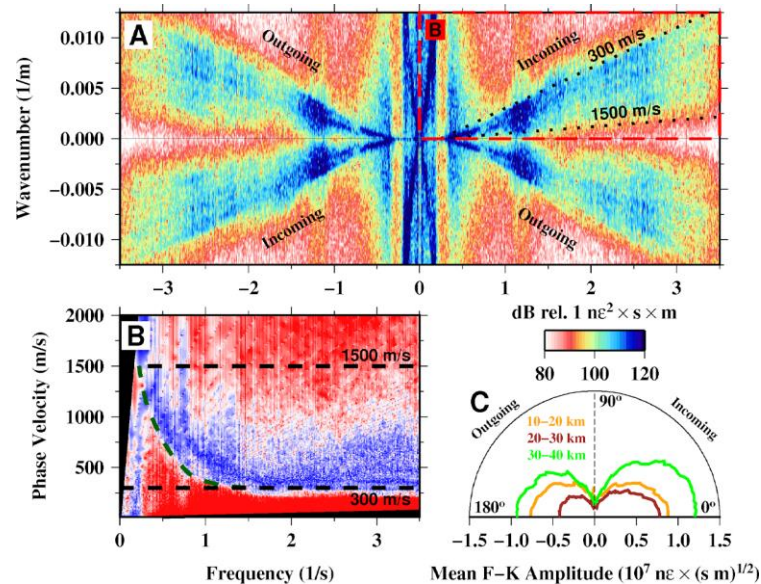 A
B
Outgoing
Incoming
300 m/s
1500 m/s
Incoming
Outgoing
Wavenumber (1/m)
0.010
0.005
0.000
−0.005
−0.010
−3 −2 −1 0 1 2 3
dB rel. 1 nε² × s × m
80 100 120
B
1500 m/s
300 m/s
Phase Velocity (m/s)
2000
1500
1000
500
0 1 2 3
Frequency (1/s)
C
90°
Outgoing
Incoming
10−20 km
20−30 km
30−40 km
180°
0°
−1.5 −1.0 −0.5 0.0 0.5 1.0 1.5
Mean F−K Amplitude (10⁷ nε × (s m)¹/²)